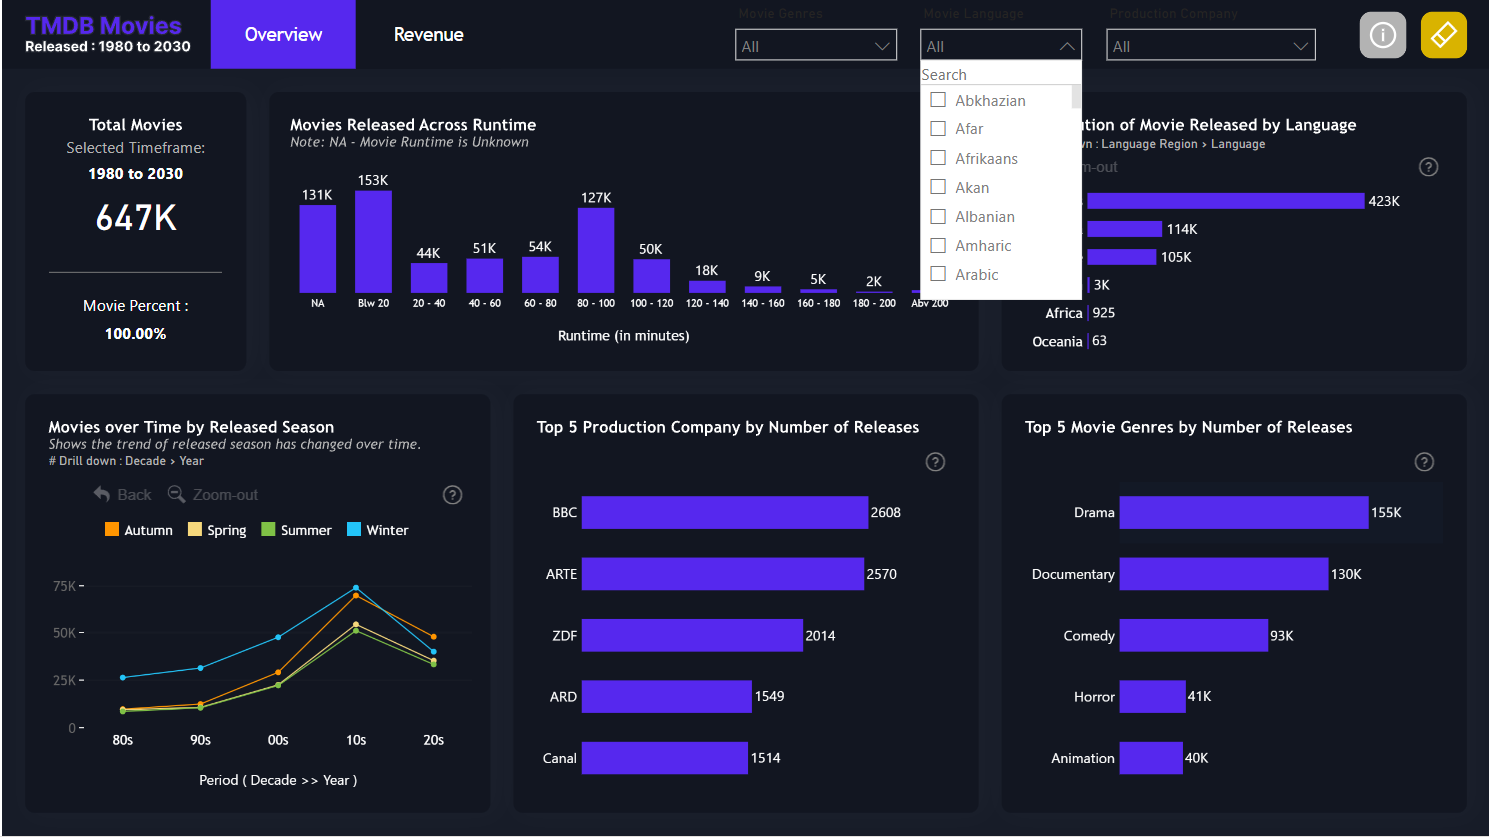 TMDB Movies
Released : 1980 to 2030
Overview
Revenue
Movie Genres
All
Movie Language
All
Production Company
All
Search
Abkhazian
Afar
Afrikaans
Akan
Albanian
Amharic
Arabic
Total Movies
Selected Timeframe:
1980 to 2030
647K
Movie Percent :
100.00%
Movies Released Across Runtime
Note: NA - Movie Runtime is Unknown
131K
153K
44K
51K
54K
127K
50K
18K
9K
5K
2K
NA
Blw 20
20 - 40
40 - 60
60 - 80
80 - 100
100 - 120
120 - 140
140 - 160
160 - 180
180 - 200
Abv 200
Runtime (in minutes)
ution of Movie Released by Language
vn : Language Region > Language
m-out
?
423K
114K
105K
3K
Africa 925
Oceania 63
Movies over Time by Released Season
Shows the trend of released season has changed over time.
# Drill down : Decade > Year
Back
Zoom-out
?
Autumn
Spring
Summer
Winter
75K
50K
25K
0
80s
90s
00s
10s
20s
Period ( Decade >> Year )
Top 5 Production Company by Number of Releases
?
BBC 2608
ARTE 2570
ZDF 2014
ARD 1549
Canal 1514
Top 5 Movie Genres by Number of Releases
?
Drama 155K
Documentary 130K
Comedy 93K
Horror 41K
Animation 40K